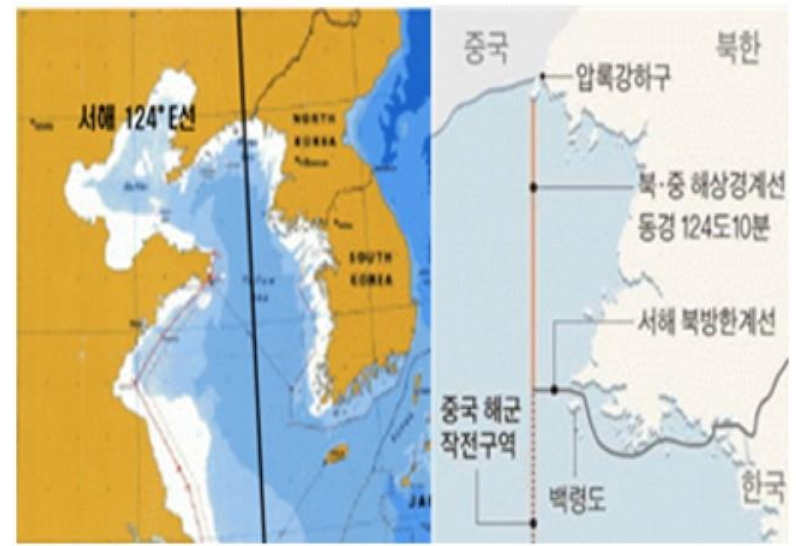 서해 124° E선
NORTH
KOREA
SOUTH
KOREA
JA
중국
북한
압록강하구
북·중 해상경계선
동경 124도10분
서해 북방한계선
중국 해군
작전구역
백령도
한국